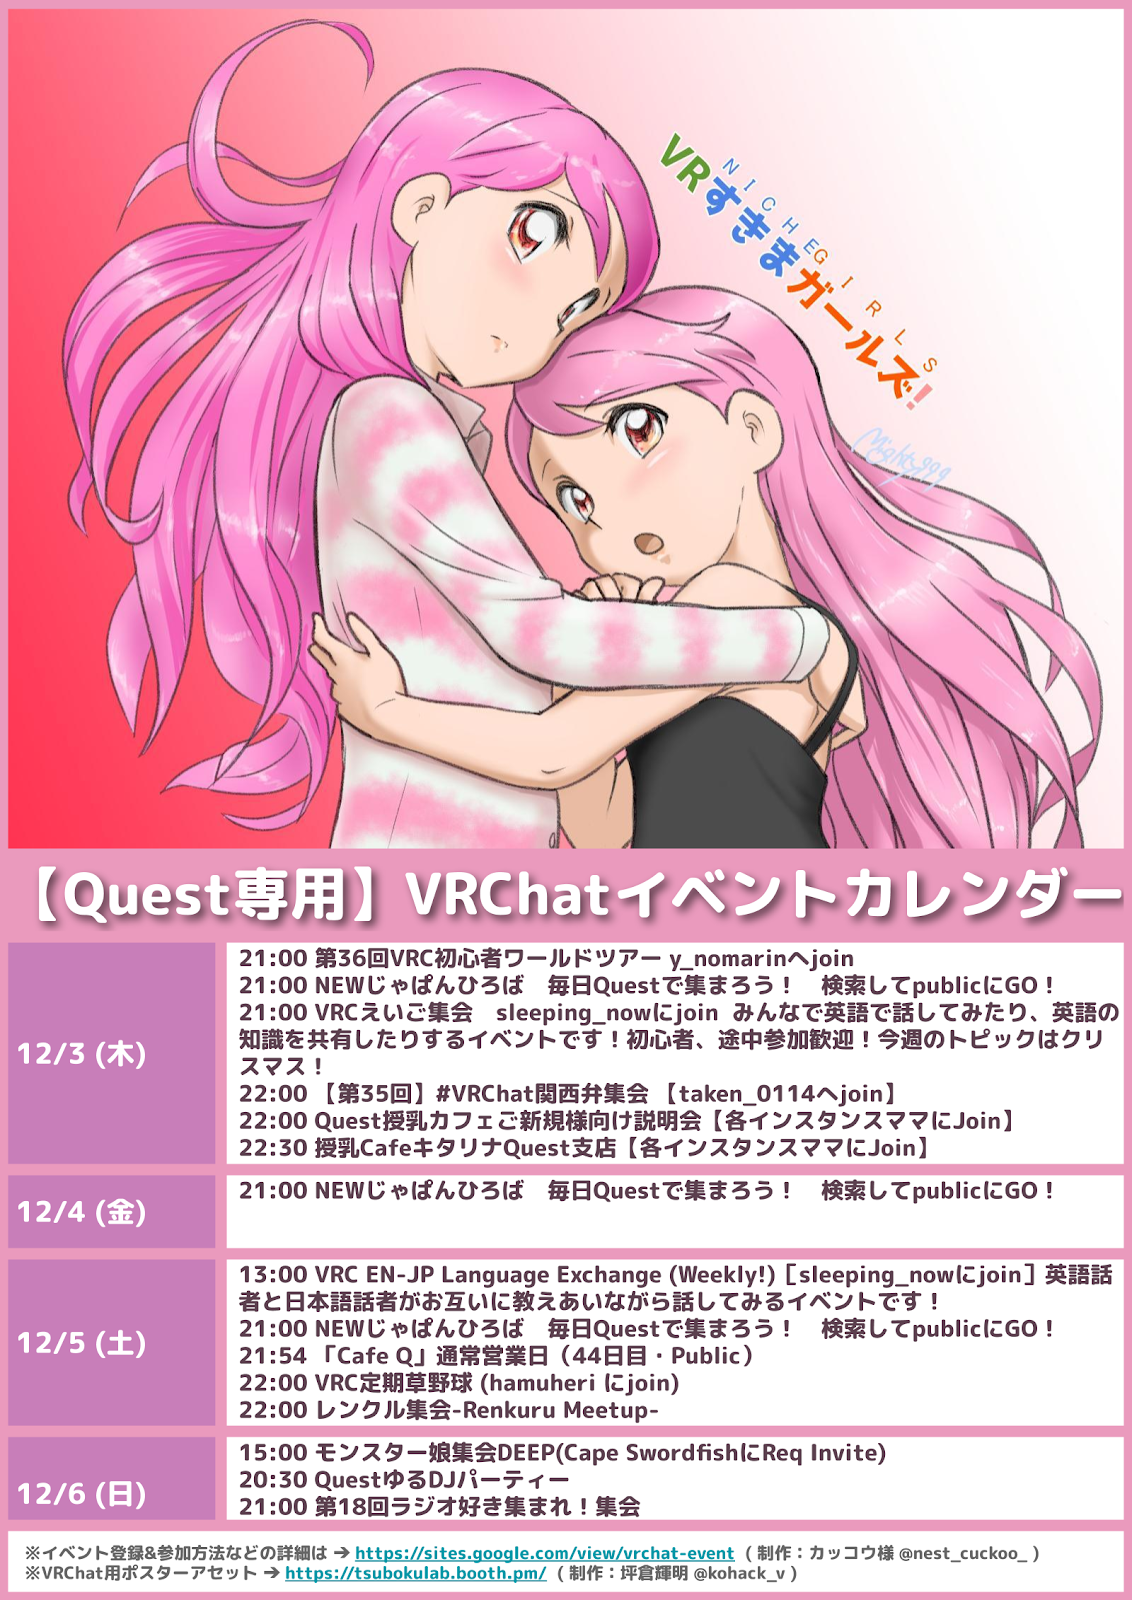 VRすきまガールズ!
NICHE GIRLS
Mighty999
【Quest専用】VRChatイベントカレンダー
12/3 (木)
21:00 第36回VRC初心者ワールドツアー y_nomarinへjoin
21:00 NEWじゃぱんひろば　毎日Questで集まろう！　検索してpublicにGO！
21:00 VRCえいご集会　sleeping_nowにjoin みんなで英語で話してみたり、英語の
知識を共有したりするイベントです！初心者、途中参加歓迎！今週のトピックはクリ
スマス！
22:00 【第35回】#VRChat関西弁集会 【taken_0114へjoin】
22:00 Quest授乳カフェご新規様向け説明会【各インスタンスママにJoin】
22:30 授乳CafeキタリナQuest支店【各インスタンスママにJoin】
12/4 (金)
21:00 NEWじゃぱんひろば　毎日Questで集まろう！　検索してpublicにGO！
12/5 (土)
13:00 VRC EN-JP Language Exchange (Weekly!)［sleeping_nowにjoin］英語話
者と日本語話者がお互いに教えあいながら話してみるイベントです！
21:00 NEWじゃぱんひろば　毎日Questで集まろう！　検索してpublicにGO！
21:54 「Cafe Q」通常営業日（44日目・Public）
22:00 VRC定期草野球 (hamuheri にjoin)
22:00 レンクル集会-Renkuru Meetup-
12/6 (日)
15:00 モンスター娘集会DEEP(Cape SwordfishにReq Invite)
20:30 QuestゆるDJパーティー
21:00 第18回ラジオ好き集まれ！集会
※イベント登録&参加方法などの詳細は → https://sites.google.com/view/vrchat-event ( 制作：カッコウ様 @nest_cuckoo_ )
※VRChat用ポスターアセット → https://tsubokulab.booth.pm/ ( 制作：坪倉輝明 @kohack_v )